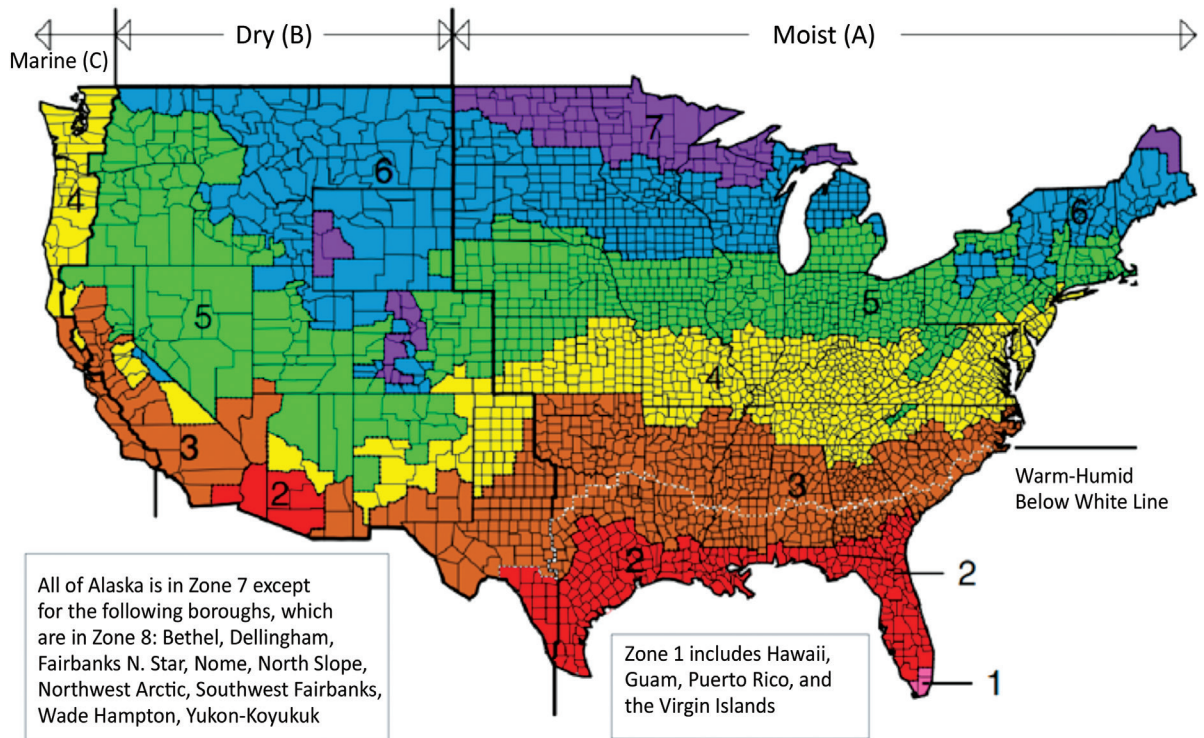 Dry (B)
Moist (A)
Marine (C)
7
6
4
6
5
5
4
3
3
2
2
Warm-Humid
Below White Line
2
1
All of Alaska is in Zone 7 except
for the following boroughs, which
are in Zone 8: Bethel, Dellingham,
Fairbanks N. Star, Nome, North Slope,
Northwest Arctic, Southwest Fairbanks,
Wade Hampton, Yukon-Koyukuk
Zone 1 includes Hawaii,
Guam, Puerto Rico, and
the Virgin Islands